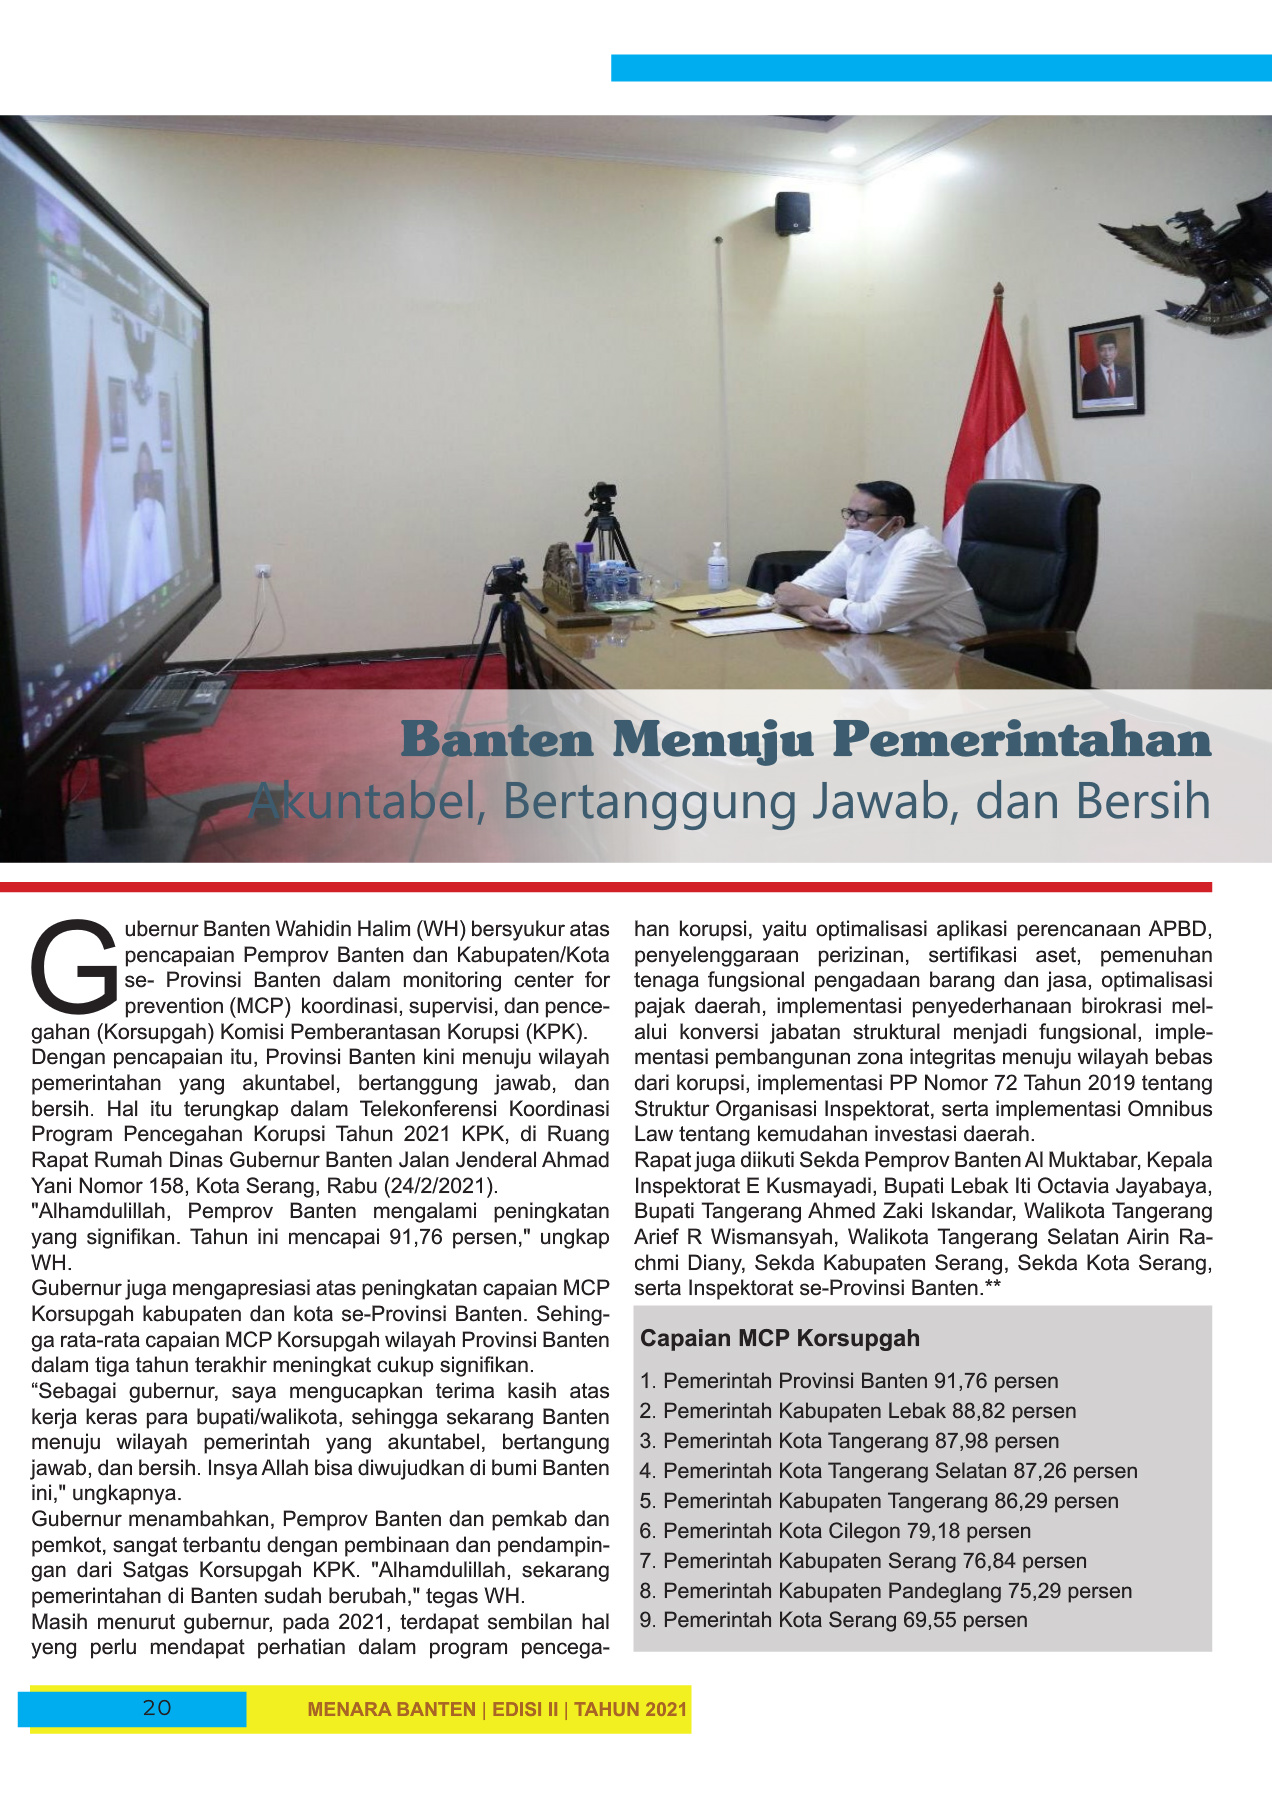 Banten Menuju Pemerintahan
Akuntabel, Bertanggung Jawab, dan Bersih
Gubernur Banten Wahidin Halim (WH) bersyukur atas
pencapaian Pemprov Banten dan Kabupaten/Kota
se- Provinsi Banten dalam monitoring center for
prevention (MCP) koordinasi, supervisi, dan pence-
gahan (Korsupgah) Komisi Pemberantasan Korupsi (KPK).
Dengan pencapaian itu, Provinsi Banten kini menuju wilayah
pemerintahan yang akuntabel, bertanggung jawab, dan
bersih. Hal itu terungkap dalam Telekonferensi Koordinasi
Program Pencegahan Korupsi Tahun 2021 KPK, di Ruang
Rapat Rumah Dinas Gubernur Banten Jalan Jenderal Ahmad
Yani Nomor 158, Kota Serang, Rabu (24/2/2021).
"Alhamdulillah, Pemprov Banten mengalami peningkatan
yang signifikan. Tahun ini mencapai 91,76 persen," ungkap
WH.
Gubernur juga mengapresiasi atas peningkatan capaian MCP
Korsupgah kabupaten dan kota se-Provinsi Banten. Sehing-
ga rata-rata capaian MCP Korsupgah wilayah Provinsi Banten
dalam tiga tahun terakhir meningkat cukup signifikan.
“Sebagai gubernur, saya mengucapkan terima kasih atas
kerja keras para bupati/walikota, sehingga sekarang Banten
menuju wilayah pemerintah yang akuntabel, bertangung
jawab, dan bersih. Insya Allah bisa diwujudkan di bumi Banten
ini," ungkapnya.
Gubernur menambahkan, Pemprov Banten dan pemkab dan
pemkot, sangat terbantu dengan pembinaan dan pendampin-
gan dari Satgas Korsupgah KPK. "Alhamdulillah, sekarang
pemerintahan di Banten sudah berubah," tegas WH.
Masih menurut gubernur, pada 2021, terdapat sembilan hal
yeng perlu mendapat perhatian dalam program pencega-
han korupsi, yaitu optimalisasi aplikasi perencanaan APBD,
penyelenggaraan perizinan, sertifikasi aset, pemenuhan
tenaga fungsional pengadaan barang dan jasa, optimalisasi
pajak daerah, implementasi penyederhanaan birokrasi mel-
alui konversi jabatan struktural menjadi fungsional, imple-
mentasi pembangunan zona integritas menuju wilayah bebas
dari korupsi, implementasi PP Nomor 72 Tahun 2019 tentang
Struktur Organisasi Inspektorat, serta implementasi Omnibus
Law tentang kemudahan investasi daerah.
Rapat juga diikuti Sekda Pemprov Banten Al Muktabar, Kepala
Inspektorat E Kusmayadi, Bupati Lebak Iti Octavia Jayabaya,
Bupati Tangerang Ahmed Zaki Iskandar, Walikota Tangerang
Arief R Wismansyah, Walikota Tangerang Selatan Airin Ra-
chmi Diany, Sekda Kabupaten Serang, Sekda Kota Serang,
serta Inspektorat se-Provinsi Banten.**
Capaian MCP Korsupgah
1. Pemerintah Provinsi Banten 91,76 persen
2. Pemerintah Kabupaten Lebak 88,82 persen
3. Pemerintah Kota Tangerang 87,98 persen
4. Pemerintah Kota Tangerang Selatan 87,26 persen
5. Pemerintah Kabupaten Tangerang 86,29 persen
6. Pemerintah Kota Cilegon 79,18 persen
7. Pemerintah Kabupaten Serang 76,84 persen
8. Pemerintah Kabupaten Pandeglang 75,29 persen
9. Pemerintah Kota Serang 69,55 persen
20
MENARA BANTEN | EDISI II | TAHUN 2021